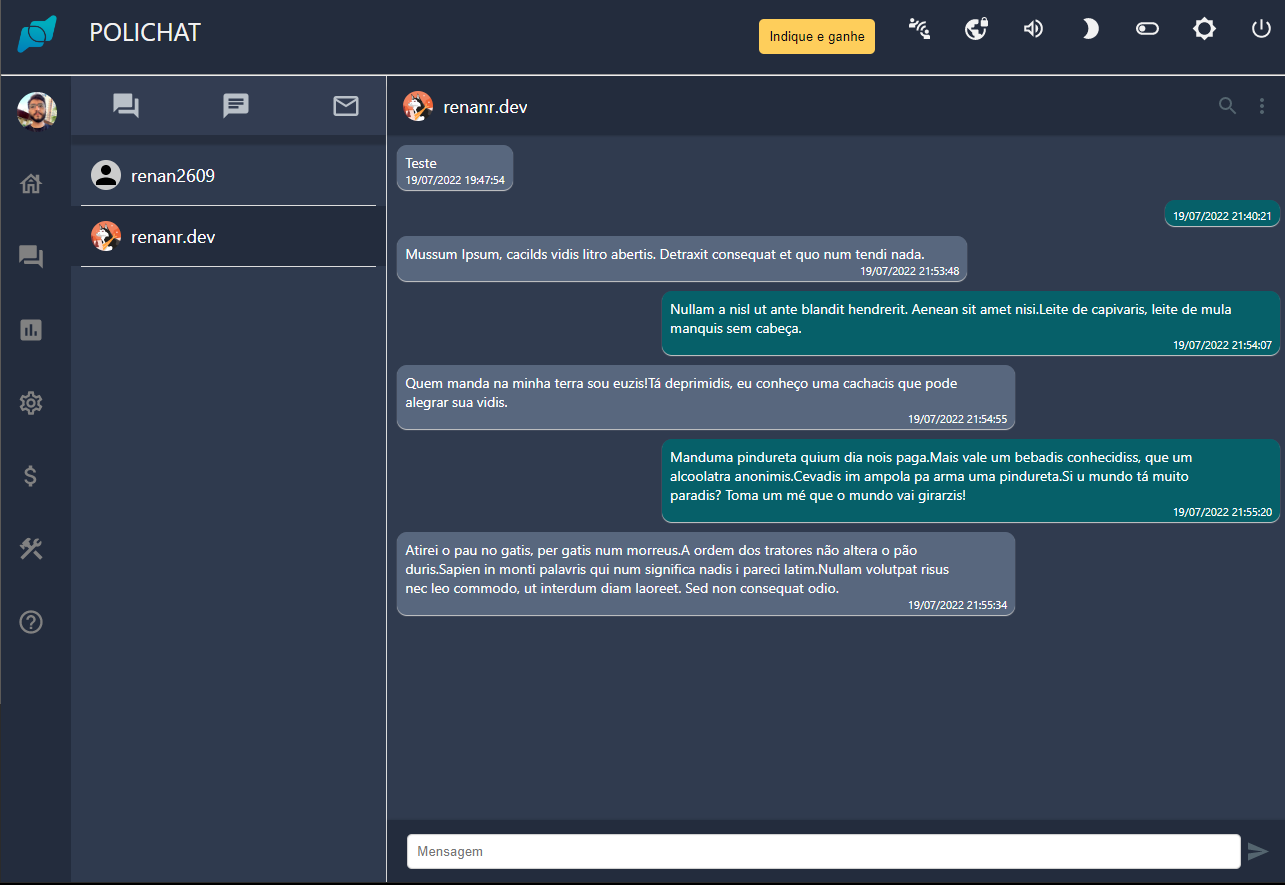 POLICHAT
Indique e ganhe
renan2609
renanr.dev
renanr.dev
Teste
19/07/2022 19:47:54
19/07/2022 21:40:21
Mussum Ipsum, cacilds vidis litro abertis. Detraxit consequat et quo num tendi nada.
19/07/2022 21:53:48
Nullam a nisl ut ante blandit hendrerit. Aenean sit amet nisi.Leite de capivaris, leite de mula
manquis sem cabeça.
19/07/2022 21:54:07
Quem manda na minha terra sou euzis!Tá deprimidis, eu conheço uma cachacis que pode
alegrar sua vidis.
19/07/2022 21:54:55
Manduma pindureta quium dia nois paga.Mais vale um bebadis conhecidiss, que um
alcoolatra anonimis.Cevadis im ampola pa arma uma pindureta.Si u mundo tá muito
paradis? Toma um mé que o mundo vai girarzis!
19/07/2022 21:55:20
Atirei o pau no gatis, per gatis num morreus.A ordem dos tratores não altera o pão
duris.Sapien in monti palavris qui num significa nadis i pareci latim.Nullam volutpat risus
nec leo commodo, ut interdum diam laoreet. Sed non consequat odio.
19/07/2022 21:55:34
Mensagem